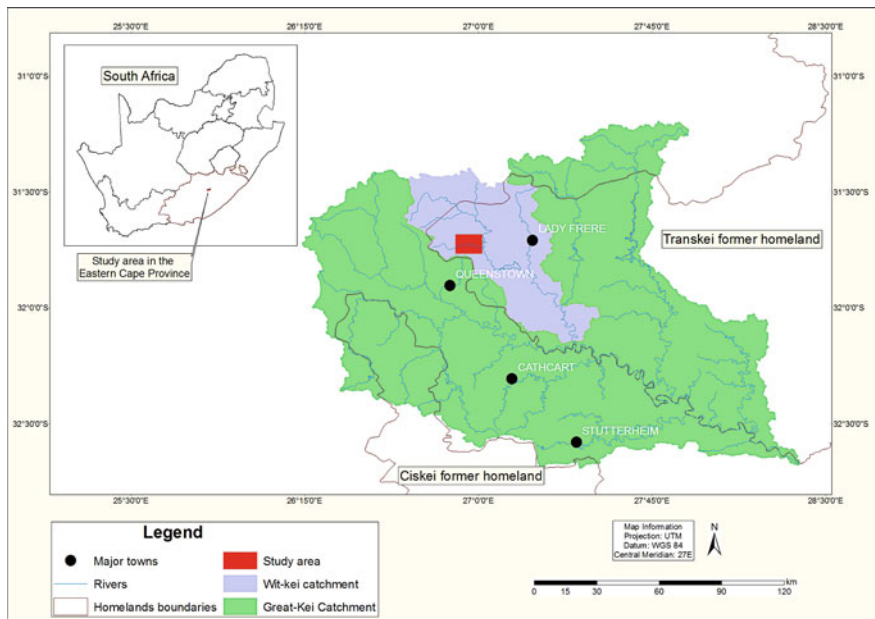 25°30'0"E
26°15'0"E
27°0'0"E
27°45'0"E
28°30'0"E
31°0'0"S
31°0'0"S
South Africa
31°30'0"S
31°30'0"S
LADY FRERE
Transkei former homeland
Study area in the
Eastern Cape Province
QUEENSTOWN
32°0'0"S
32°0'0"S
CATHCART
32°30'0"S
32°30'0"S
STUTTERHEIM
Ciskei former homeland
25°30'0"E
26°15'0"E
27°0'0"E
27°45'0"E
28°30'0"E
Legend
Major towns
Study area
Rivers
Wit-kei catchment
Homelands boundaries
Great-Kei Catchment
Map Information
Projection: UTM
Datum: WGS 84
Central Meridian: 27E
N
km
0 15 30 60 90 120